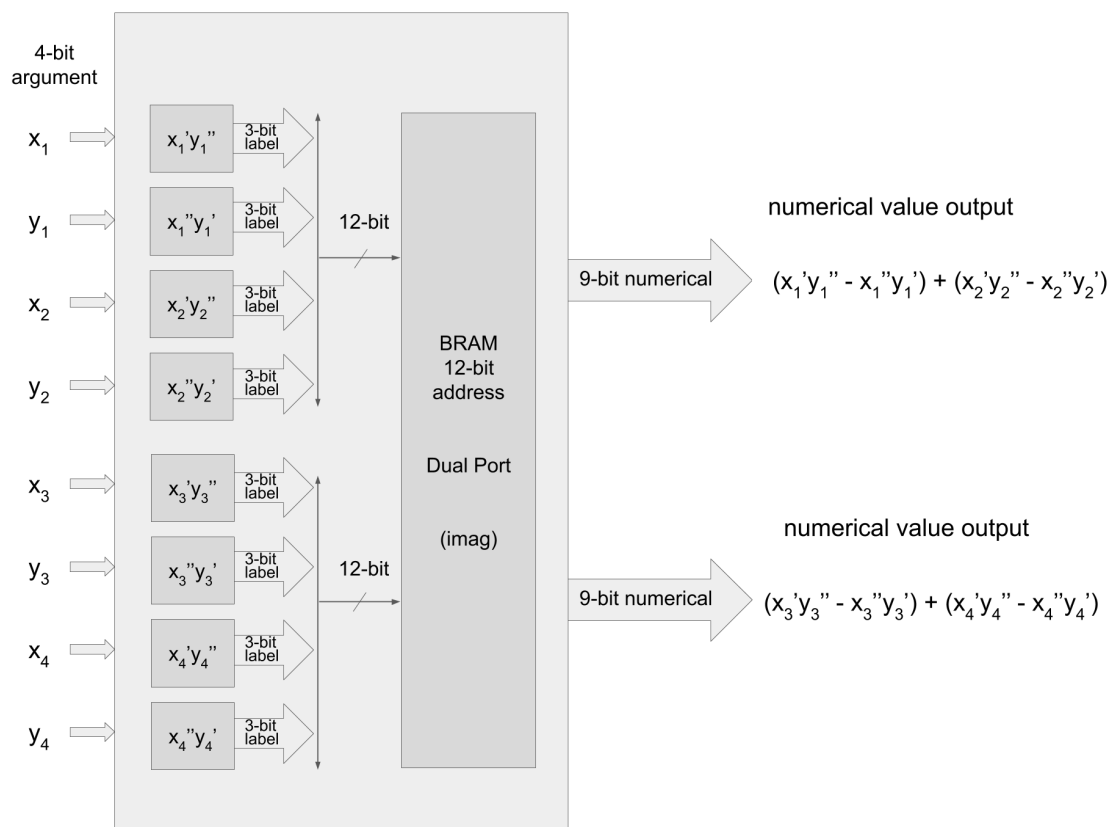 4-bit
argument
x₁
x₁'y₁''
3-bit
label
y₁
x₁''y₁'
3-bit
label
x₂
x₂'y₂''
3-bit
label
y₂
x₂''y₂'
3-bit
label
12-bit
x₃
x₃'y₃''
3-bit
label
y₃
x₃''y₃'
3-bit
label
x₄
x₄'y₄''
3-bit
label
y₄
x₄''y₄'
3-bit
label
12-bit
BRAM
12-bit
address
Dual Port
(imag)
9-bit numerical
numerical value output
(x₁'y₁'' - x₁''y₁') + (x₂'y₂'' - x₂''y₂')
9-bit numerical
numerical value output
(x₃'y₃'' - x₃''y₃') + (x₄'y₄'' - x₄''y₄')